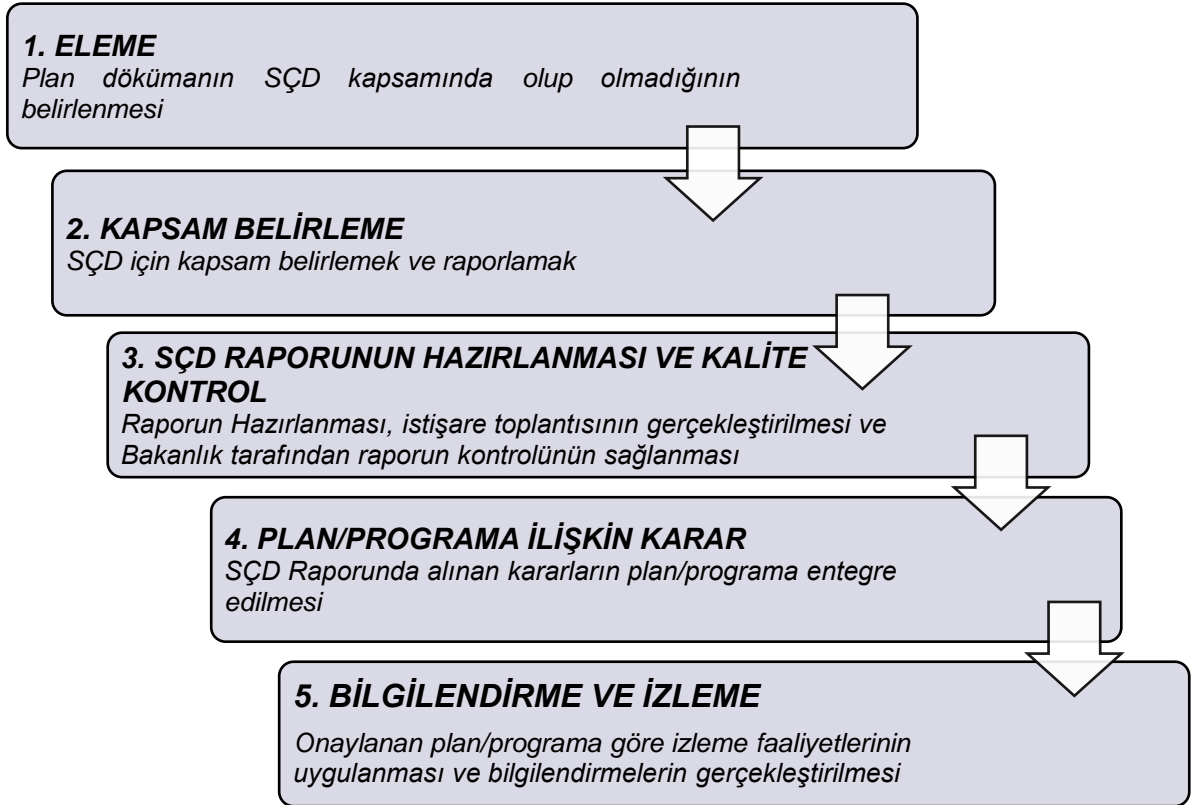 1. ELEME
Plan dökümanın SÇD kapsamında olup olmadığının
belirlenmesi
2. KAPSAM BELİRLEME
SÇD için kapsam belirlemek ve raporlamak
3. SÇD RAPORUNUN HAZIRLANMASI VE KALİTE
KONTROL
Raporun Hazırlanması, istişare toplantısının gerçekleştirilmesi ve
Bakanlık tarafından raporun kontrolünün sağlanması
4. PLAN/PROGRAMA İLİŞKİN KARAR
SÇD Raporunda alınan kararların plan/programa entegre
edilmesi
5. BİLGİLENDİRME VE İZLEME
Onaylanan plan/programa göre izleme faaliyetlerinin
uygulanması ve bilgilendirmelerin gerçekleştirilmesi